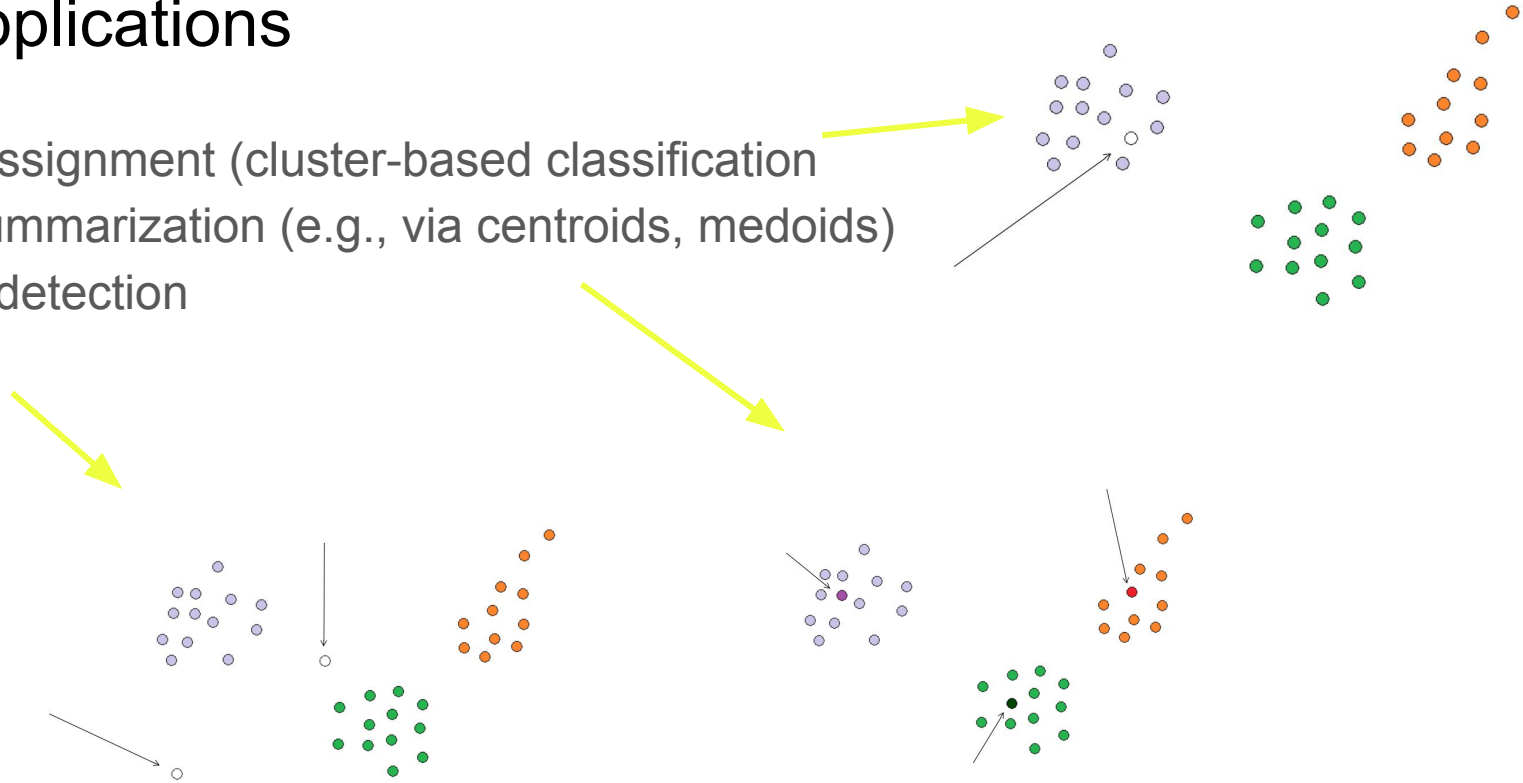 pplications
ssignment (cluster-based classification
ummarization (e.g., via centroids, medoids)
detection